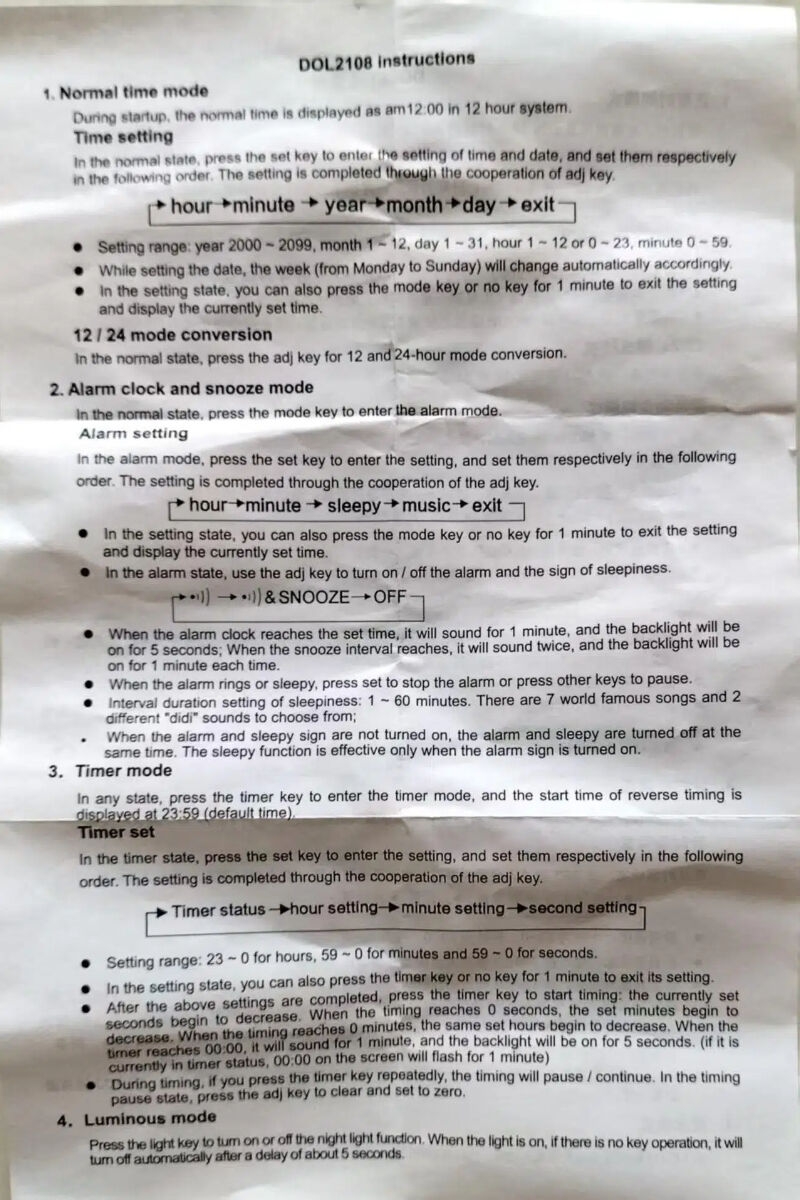 DOL2108 instructions
1. Normal time mode
During startup, the normal time is displayed as am12:00 in 12 hour system.
Time setting
In the normal state, press the set key to enter the setting of time and date, and set them respectively
in the following order. The setting is completed through the cooperation of adj key.
hour → minute → year → month → day → exit
● Setting range: year 2000 ~ 2099, month 1 ~ 12, day 1 ~ 31, hour 1 ~ 12 or 0 ~ 23, minute 0 ~ 59.
● While setting the date, the week (from Monday to Sunday) will change automatically accordingly.
● In the setting state, you can also press the mode key or no key for 1 minute to exit the setting
and display the currently set time.
12 / 24 mode conversion
In the normal state, press the adj key for 12 and 24-hour mode conversion.
2. Alarm clock and snooze mode
In the normal state, press the mode key to enter the alarm mode.
Alarm setting
In the alarm mode, press the set key to enter the setting, and set them respectively in the following
order. The setting is completed through the cooperation of the adj key.
hour → minute → sleepy → music → exit
● In the setting state, you can also press the mode key or no key for 1 minute to exit the setting
and display the currently set time.
● In the alarm state, use the adj key to turn on / off the alarm and the sign of sleepiness.
→ •ı)) → •ı)) & SNOOZE → OFF
● When the alarm clock reaches the set time, it will sound for 1 minute, and the backlight will be
on for 5 seconds; When the snooze interval reaches, it will sound twice, and the backlight will be
on for 1 minute each time.
● When the alarm rings or sleepy, press set to stop the alarm or press other keys to pause.
● Interval duration setting of sleepiness: 1 ~ 60 minutes. There are 7 world famous songs and 2
different "didi" sounds to choose from;
. When the alarm and sleepy sign are not turned on, the alarm and sleepy are turned off at the
same time. The sleepy function is effective only when the alarm sign is turned on.
3. Timer mode
In any state, press the timer key to enter the timer mode, and the start time of reverse timing is
displayed at 23:59 (default time).
Timer set
In the timer state, press the set key to enter the setting, and set them respectively in the following
order. The setting is completed through the cooperation of the adj key.
Timer status → hour setting → minute setting → second setting
● Setting range: 23 ~ 0 for hours, 59 ~ 0 for minutes and 59 ~ 0 for seconds.
● In the setting state, you can also press the timer key or no key for 1 minute to exit its setting.
● After the above settings are completed, press the timer key to start timing: the currently set
seconds begin to decrease. When the timing reaches 0 seconds, the set minutes begin to
decrease. When the timing reaches 0 minutes, the same set hours begin to decrease. When the
timer reaches 00:00, it will sound for 1 minute, and the backlight will be on for 5 seconds. (if it is
currently in timer status, 00:00 on the screen will flash for 1 minute)
● During timing, if you press the timer key repeatedly, the timing will pause / continue. In the timing
pause state, press the adj key to clear and set to zero.
4. Luminous mode
Press the light key to turn on or off the night light function. When the light is on, if there is no key operation, it will
turn off automatically after a delay of about 5 seconds.